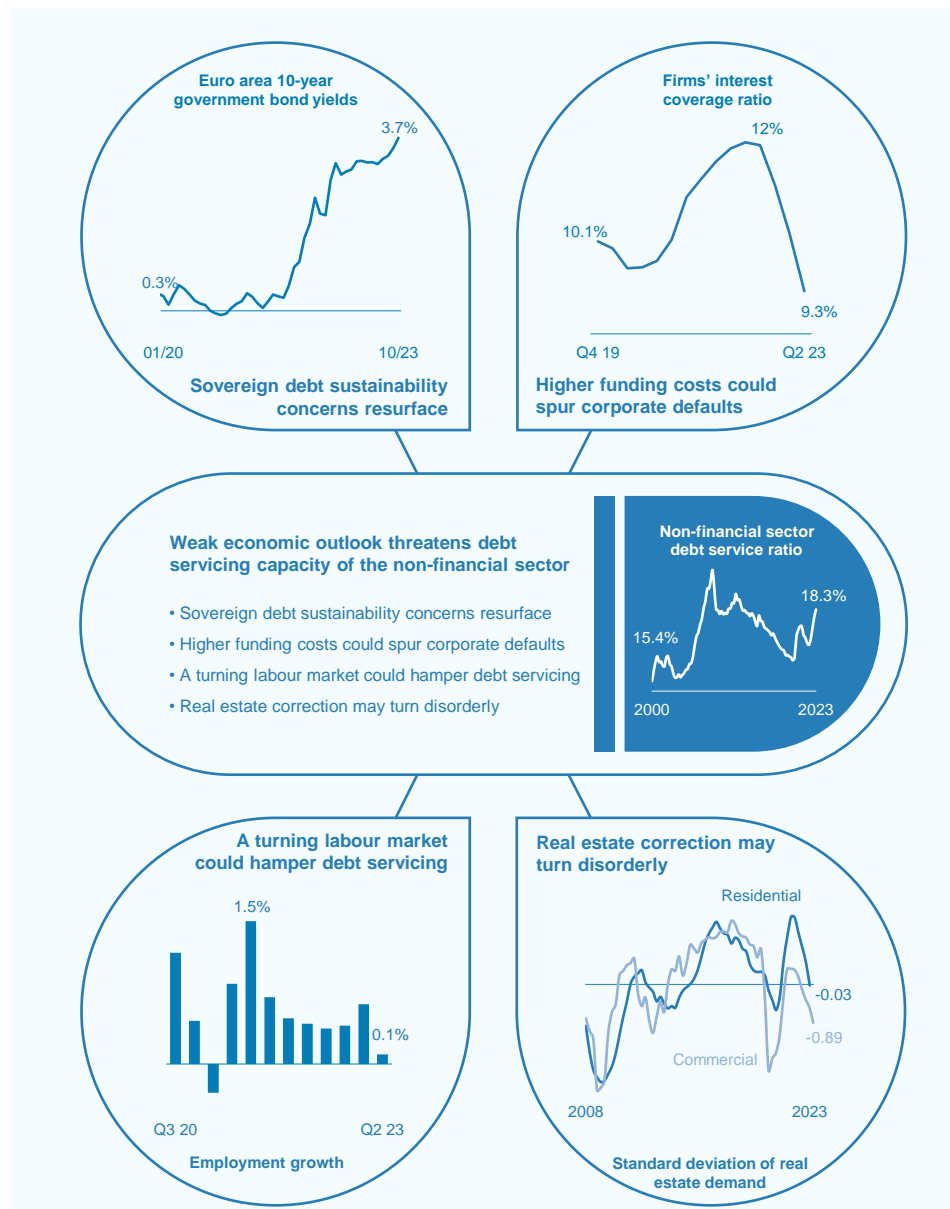 Euro area 10-year
government bond yields
3.7%
0.3%
01/20
10/23
Sovereign debt sustainability
concerns resurface
Firms’ interest
coverage ratio
12%
10.1%
9.3%
Q4 19
Q2 23
Higher funding costs could
spur corporate defaults
Weak economic outlook threatens debt
servicing capacity of the non-financial sector
• Sovereign debt sustainability concerns resurface
• Higher funding costs could spur corporate defaults
• A turning labour market could hamper debt servicing
• Real estate correction may turn disorderly
Non-financial sector
debt service ratio
18.3%
15.4%
2000
2023
A turning labour market
could hamper debt servicing
1.5%
0.1%
Q3 20
Q2 23
Employment growth
Real estate correction may
turn disorderly
Residential
-0.03
-0.89
Commercial
2008
2023
Standard deviation of real
estate demand